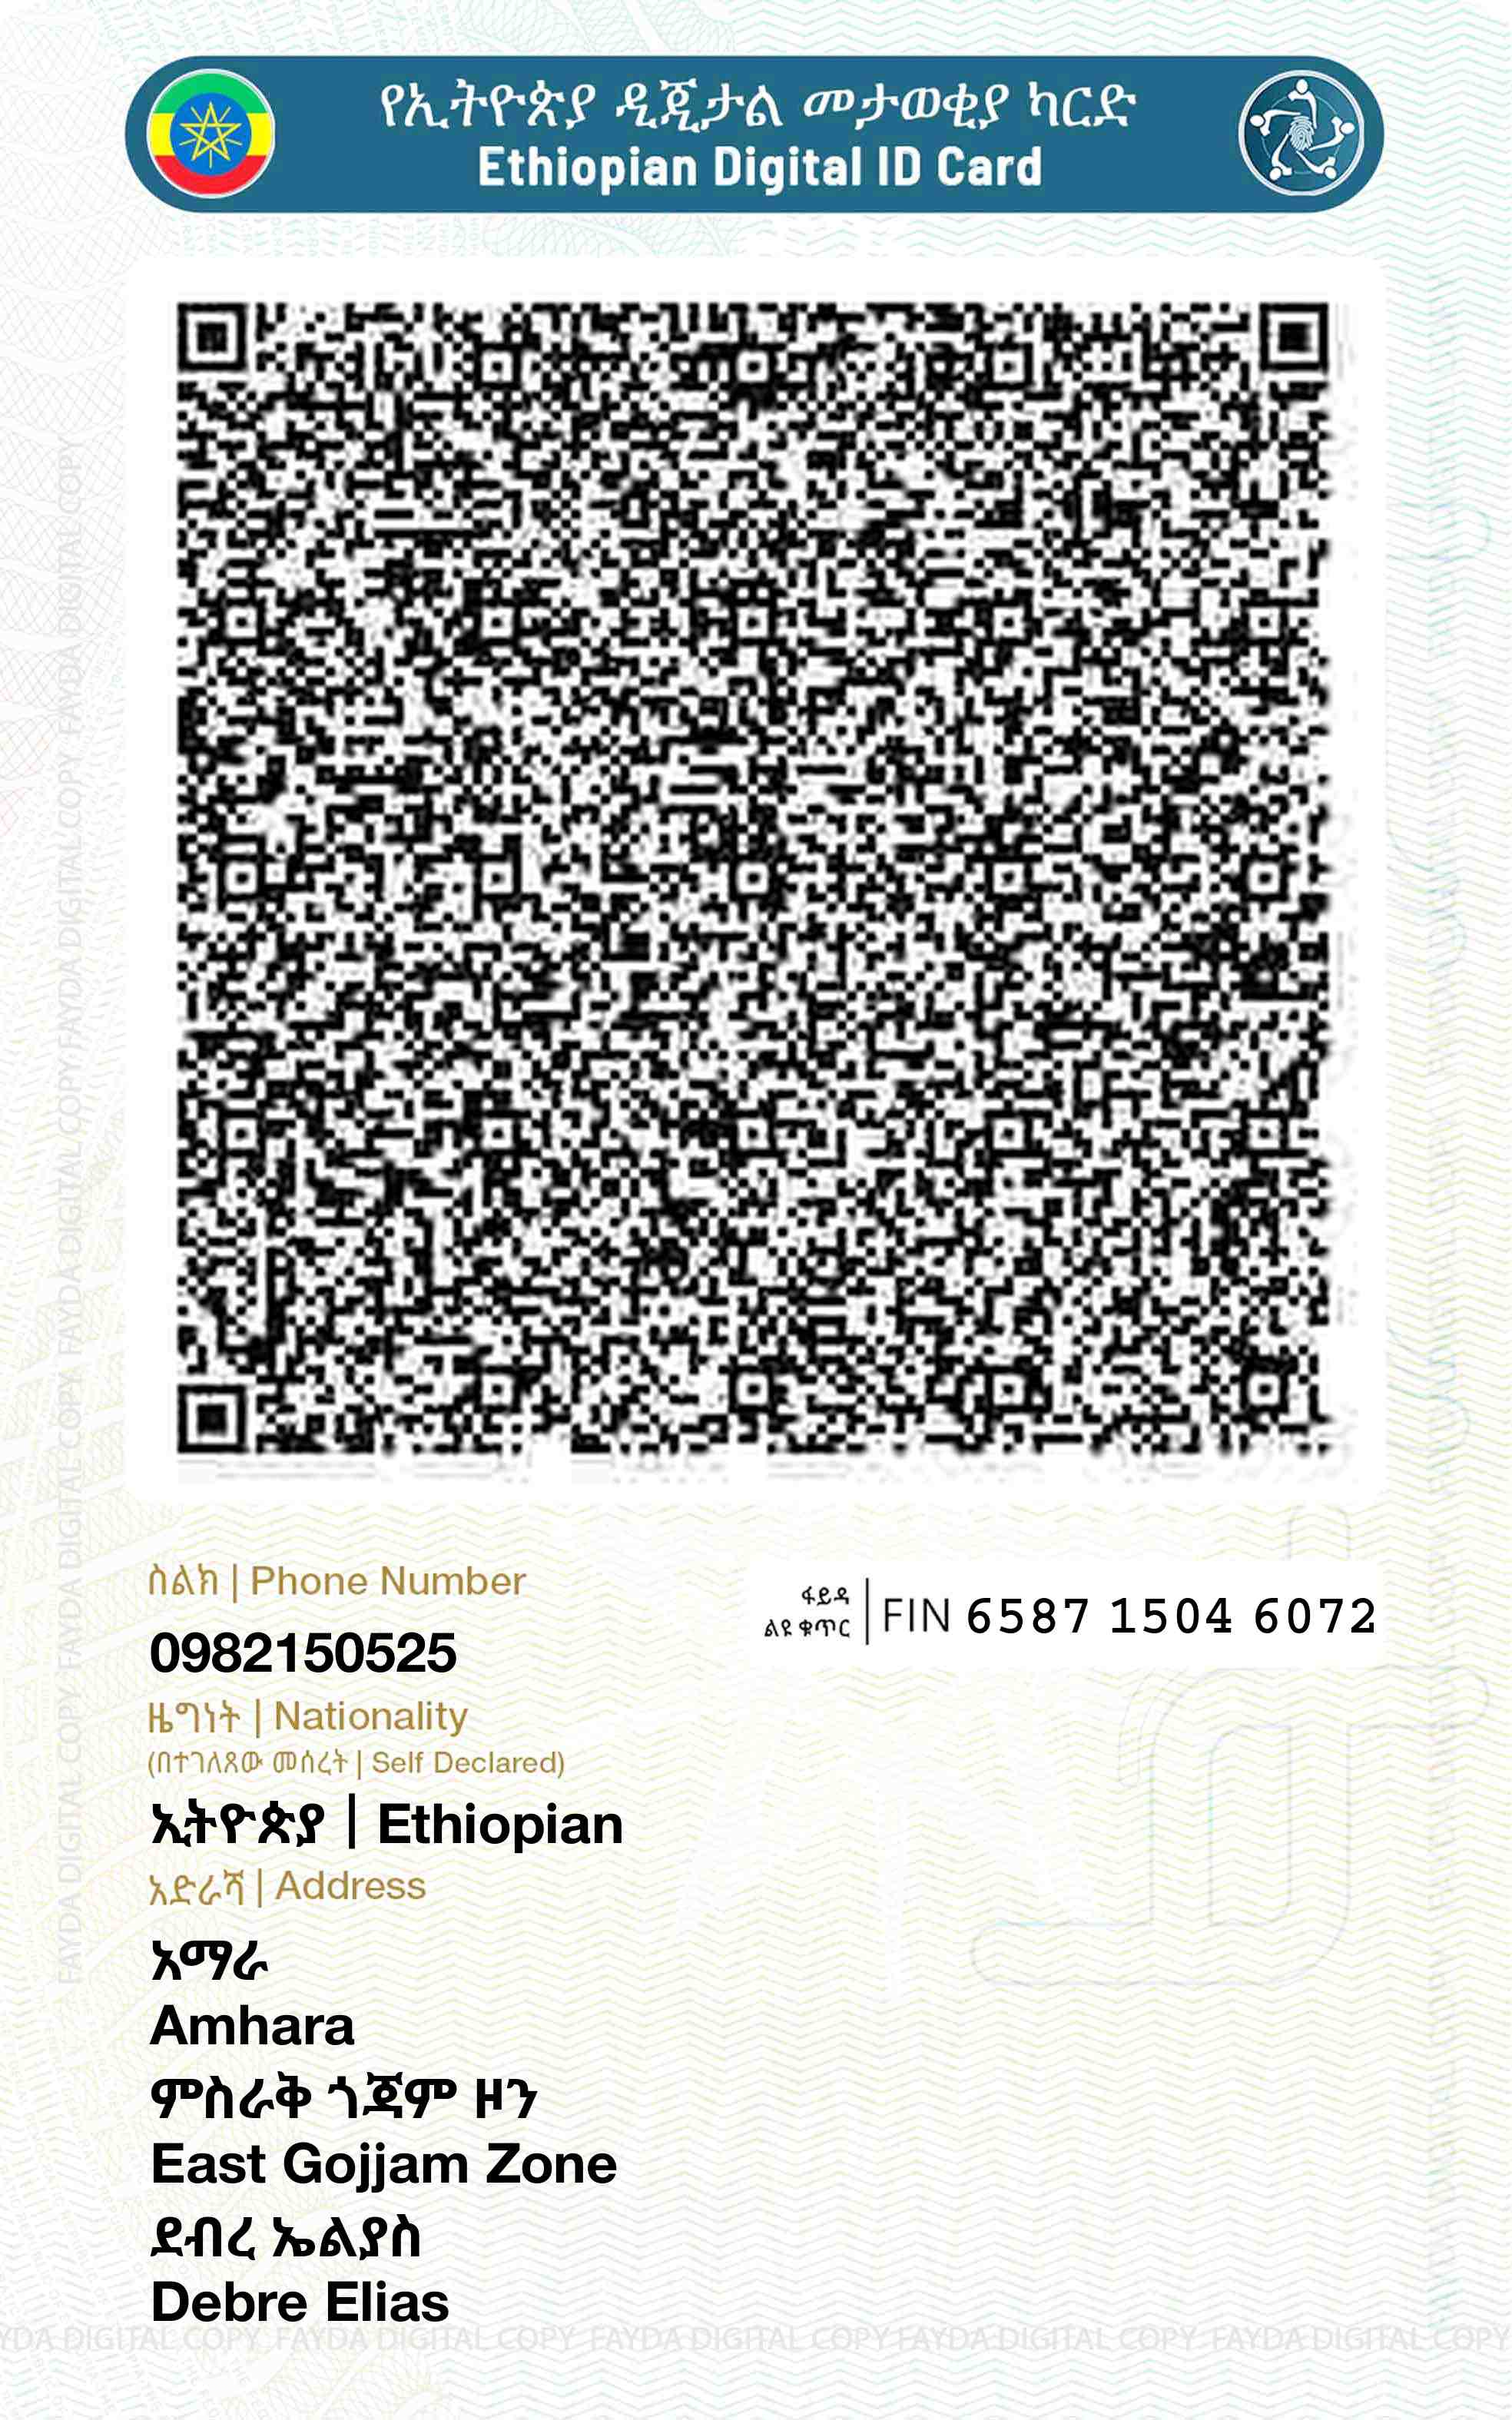 የኢትዮጵያ ዲጂታል መታወቂያ ካርድ
Ethiopian Digital ID Card
ስልክ | Phone Number
0982150525
ፋይዳ
ልዩ ቁጥር | FIN 6587 1504 6072
ዜግነት | Nationality
(በተገለጸው መሰረት | Self Declared)
ኢትዮጵያ | Ethiopian
አድራሻ | Address
አማራ
Amhara
ምስራቅ ጎጃም ዞን
East Gojjam Zone
ደብረ ኤልያስ
Debre Elias
FAYDA DIGITAL COPY FAYDA DIGITAL COPY FAYDA DIGITAL COPY FAYDA DIGITAL COPY FAYDA DIGITAL COPY